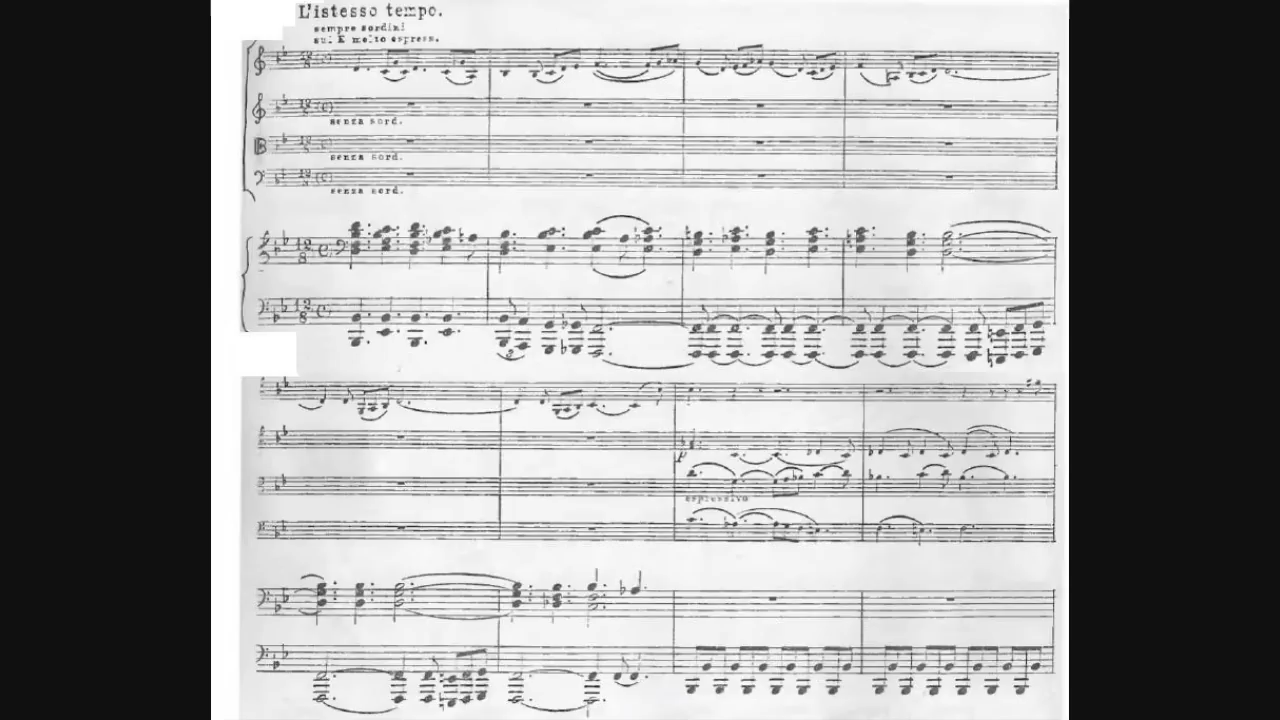 L'istesso tempo.
sempre sordini
sul E molto espress.
senza sord.
senza sord.
senza sord.
espressivo